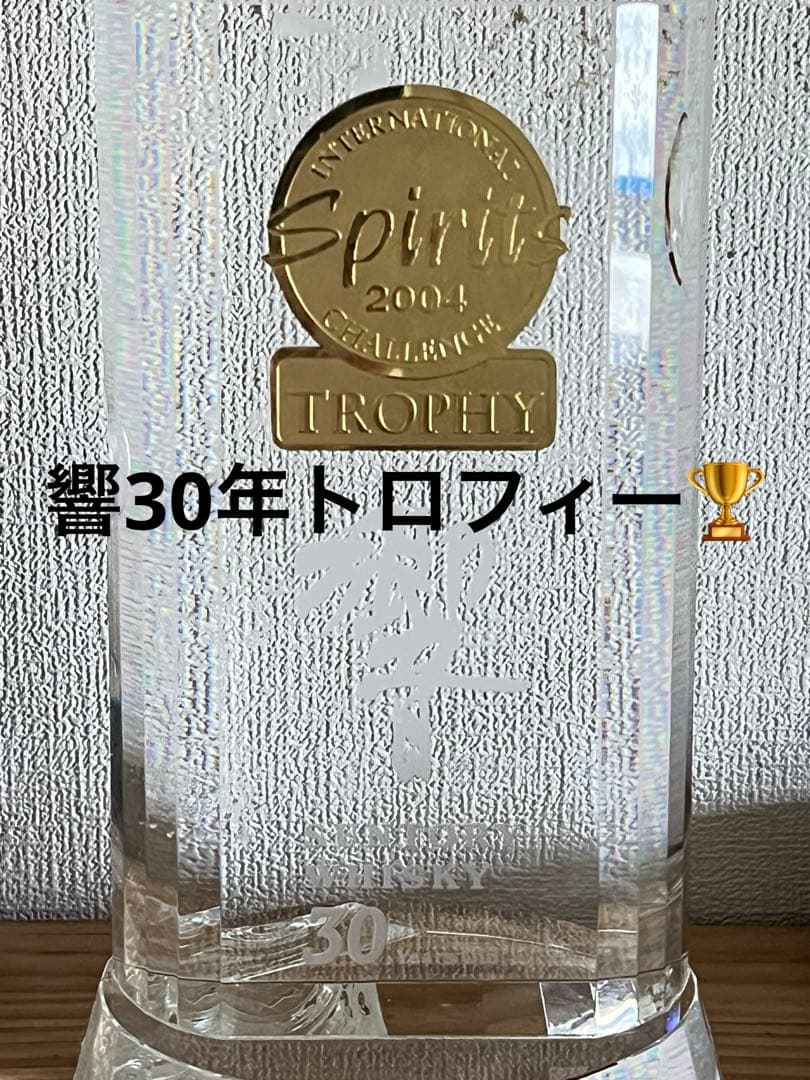 INTERNATIONAL
Spirits
2004
CHALLENGE
TROPHY
響30年トロフィー🏆
響
SUNTORY
WHISKY
30